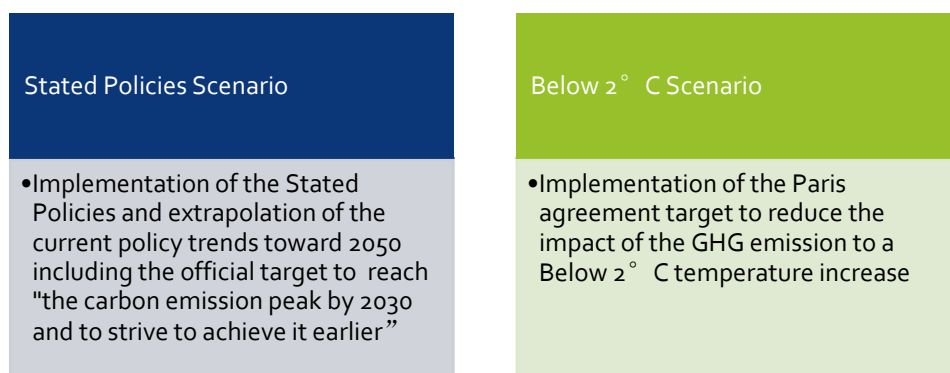 Stated Policies Scenario
•Implementation of the Stated
Policies and extrapolation of the
current policy trends toward 2050
including the official target to reach
"the carbon emission peak by 2030
and to strive to achieve it earlier”
Below 2° C Scenario
•Implementation of the Paris
agreement target to reduce the
impact of the GHG emission to a
Below 2° C temperature increase